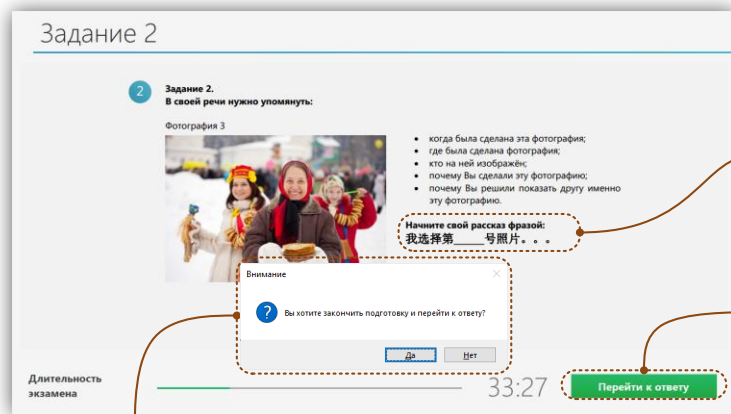 Задание 2
2
Задание 2.
В своей речи нужно упомянуть:
Фотография 3
• когда была сделана эта фотография;
• где была сделана фотография;
• кто на ней изображён;
• почему Вы сделали эту фотографию;
• почему Вы решили показать другу именно
эту фотографию.
Начните свой рассказ фразой:
我选择第_____号照片。。。
Внимание
Вы хотите закончить подготовку и перейти к ответу?
Да
Нет
Длительность
экзамена
33:27
Перейти к ответу